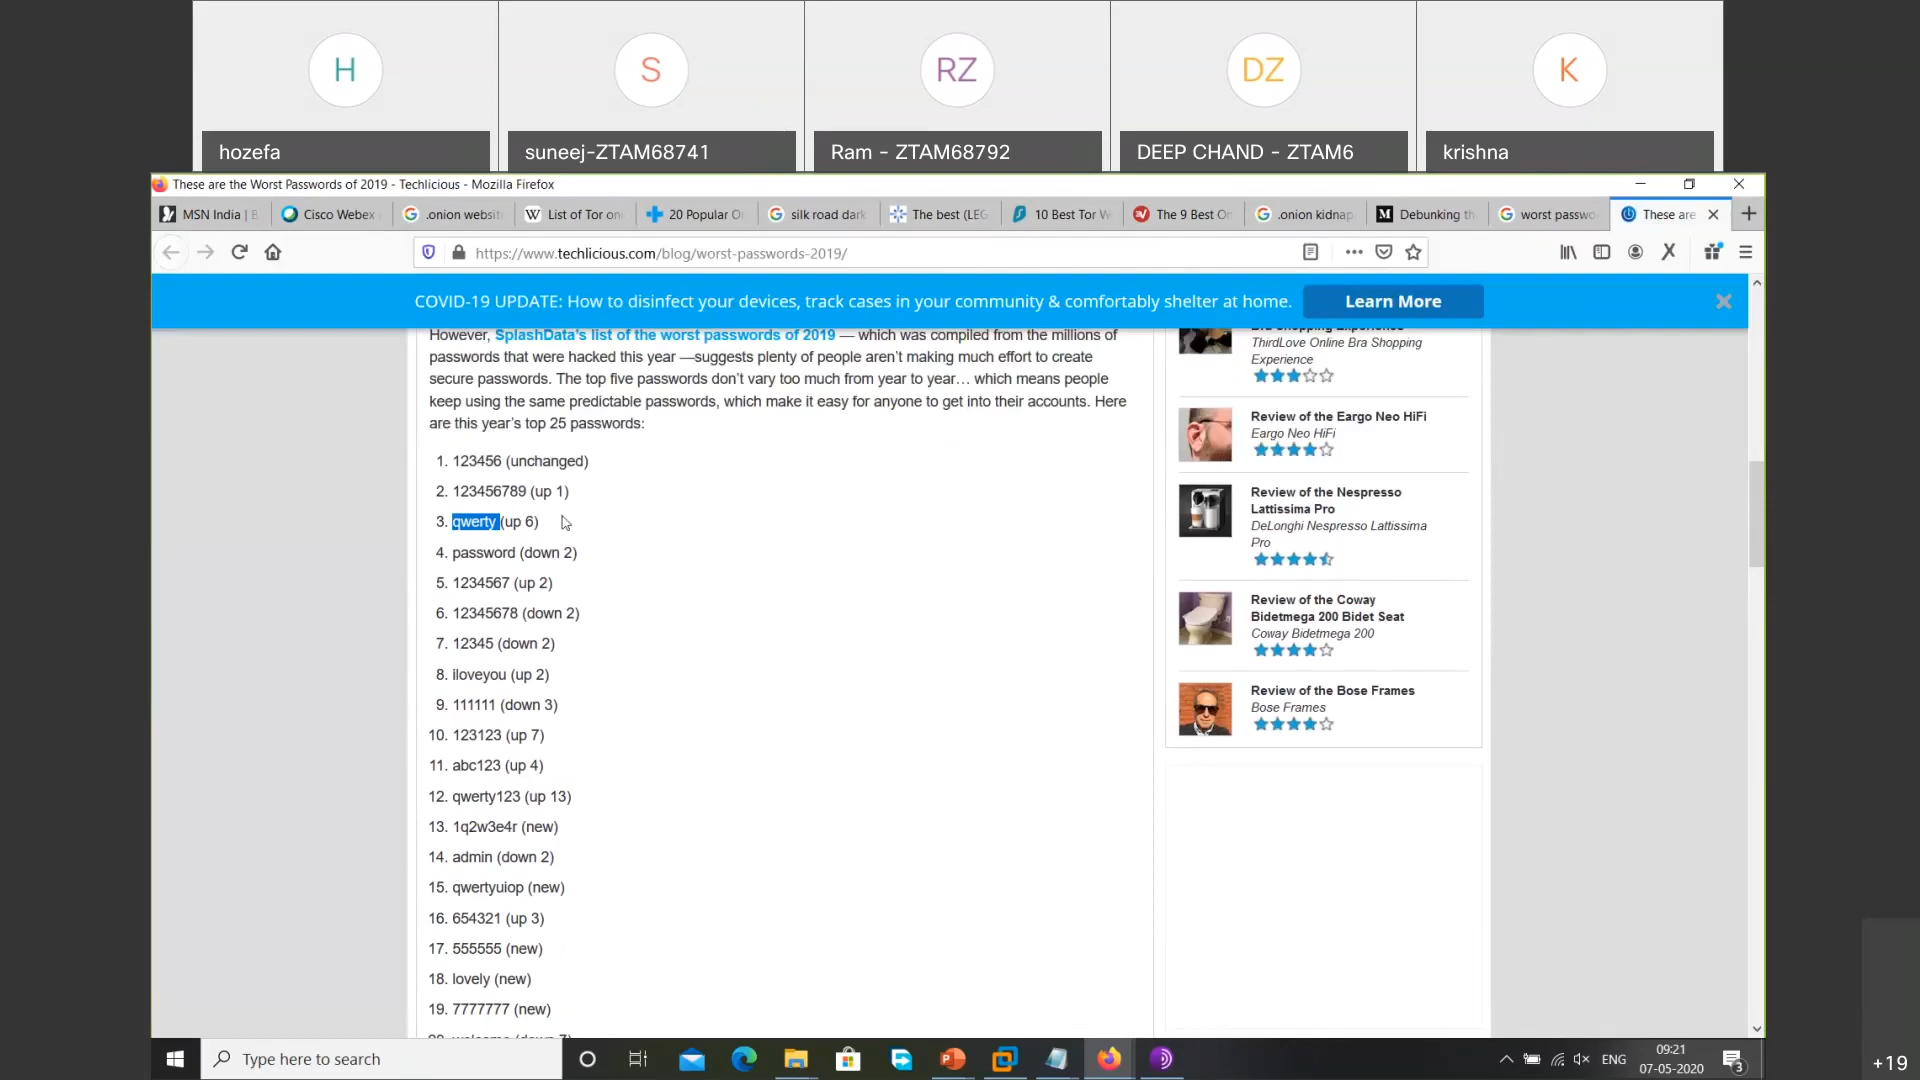 H
S
RZ
DZ
K
hozefa
suneej-ZTAM68741
Ram - ZTAM68792
DEEP CHAND - ZTAM6
krishna
These are the Worst Passwords of 2019 - Techlicious - Mozilla Firefox
MSN India |
Cisco Webex
.onion websit
List of Tor on
20 Popular O
silk road dark
The best (LEG
10 Best Tor W
The 9 Best On
.onion kidnap
Debunking th
worst passwo
These are
https://www.techlicious.com/blog/worst-passwords-2019/
COVID-19 UPDATE: How to disinfect your devices, track cases in your community & comfortably shelter at home.
Learn More
However, SplashData's list of the worst passwords of 2019 — which was compiled from the millions of
passwords that were hacked this year —suggests plenty of people aren't making much effort to create
secure passwords. The top five passwords don't vary too much from year to year… which means people
keep using the same predictable passwords, which make it easy for anyone to get into their accounts. Here
are this year's top 25 passwords:
1. 123456 (unchanged)
2. 123456789 (up 1)
3. qwerty (up 6)
4. password (down 2)
5. 1234567 (up 2)
6. 12345678 (down 2)
7. 12345 (down 2)
8. iloveyou (up 2)
9. 111111 (down 3)
10. 123123 (up 7)
11. abc123 (up 4)
12. qwerty123 (up 13)
13. 1q2w3e4r (new)
14. admin (down 2)
15. qwertyuiop (new)
16. 654321 (up 3)
17. 555555 (new)
18. lovely (new)
19. 7777777 (new)
Bra Shopping Experience
ThirdLove Online Bra Shopping
Experience
Review of the Eargo Neo HiFi
Eargo Neo HiFi
Review of the Nespresso
Lattissima Pro
DeLonghi Nespresso Lattissima
Pro
Review of the Coway
Bidetmega 200 Bidet Seat
Coway Bidetmega 200
Review of the Bose Frames
Bose Frames
Type here to search
ENG
09:21
07-05-2020
3
+19